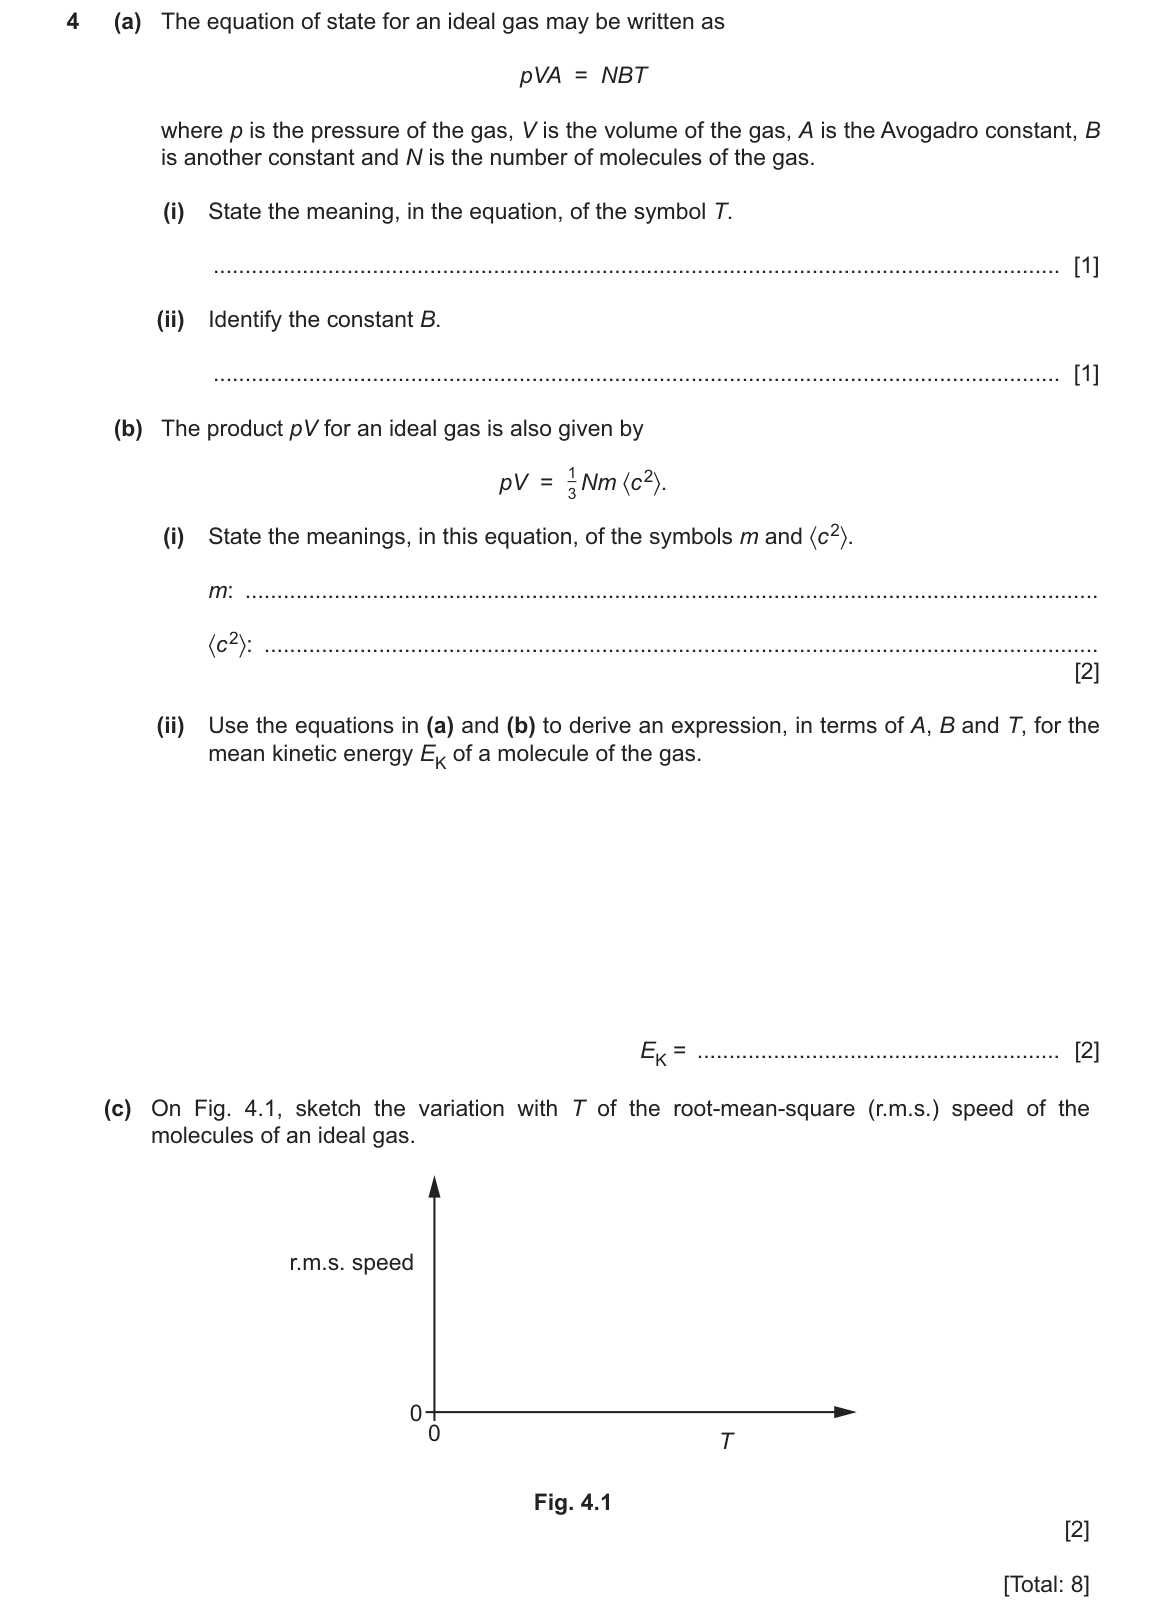 4 (a) The equation of state for an ideal gas may be written as
pVA = NBT
where p is the pressure of the gas, V is the volume of the gas, A is the Avogadro constant, B
is another constant and N is the number of molecules of the gas.
(i) State the meaning, in the equation, of the symbol T.
.................................................................................................................................... [1]
(ii) Identify the constant B.
.................................................................................................................................... [1]
(b) The product pV for an ideal gas is also given by
pV = 1/3 Nm ⟨c²⟩.
(i) State the meanings, in this equation, of the symbols m and ⟨c²⟩.
m: ....................................................................................................................................
⟨c²⟩: ....................................................................................................................................
[2]
(ii) Use the equations in (a) and (b) to derive an expression, in terms of A, B and T, for the
mean kinetic energy E_K of a molecule of the gas.
E_K = ......................................................... [2]
(c) On Fig. 4.1, sketch the variation with T of the root-mean-square (r.m.s.) speed of the
molecules of an ideal gas.
r.m.s. speed
0
0
T
Fig. 4.1
[2]
[Total: 8]